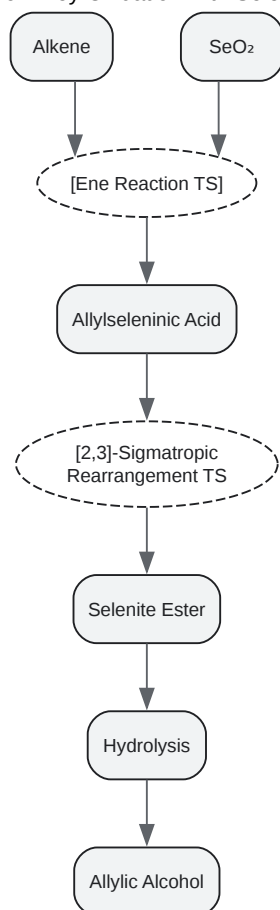 Alkene
SeO₂
[Ene Reaction TS]
Allylseleninic Acid
[2,3]-Sigmatropic
Rearrangement TS
Selenite Ester
Hydrolysis
Allylic Alcohol